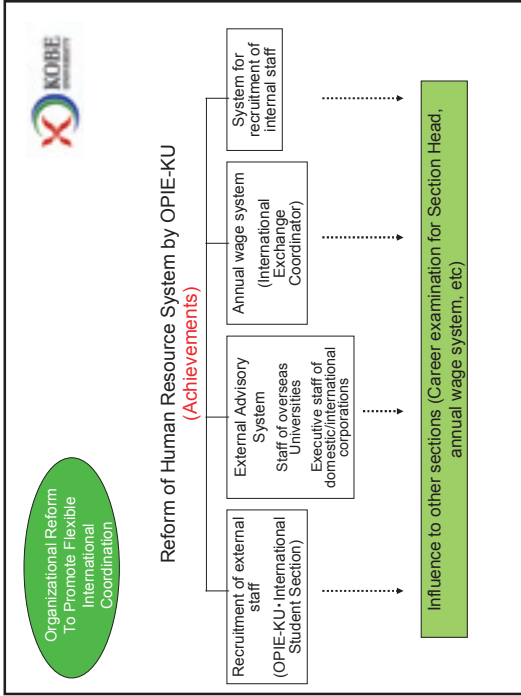 Organizational Reform
To Promote Flexible
International
Coordination
KOBE
UNIVERSITY
Reform of Human Resource System by OPIE-KU
(Achievements)
Recruitment of external
staff
(OPIE-KU・International
Student Section)
External Advisory
System
Staff of overseas
Universities
Executive staff of
domestic/international
corporations
Annual wage system
(International
Exchange
Coordinator)
System for
recruitment of
internal staff
Influence to other sections (Career examination for Section Head,
annual wage system, etc)